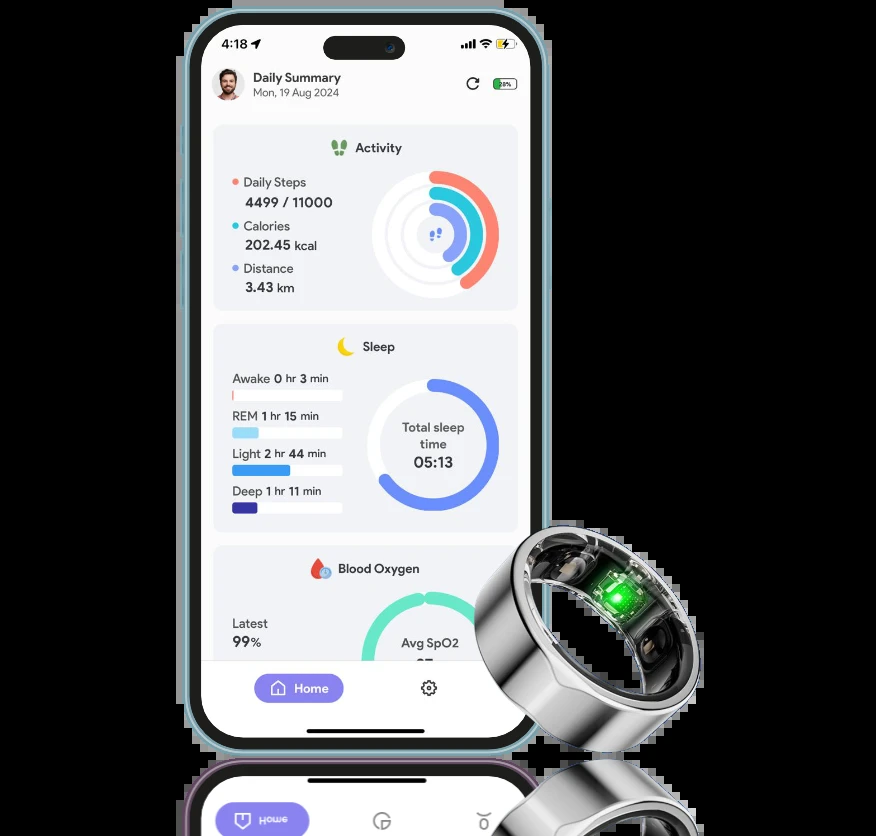 4:18
Daily Summary
Mon, 19 Aug 2024
Activity
Daily Steps
4499 / 11000
Calories
202.45 kcal
Distance
3.43 km
Sleep
Awake 0 hr 3 min
REM 1 hr 15 min
Light 2 hr 44 min
Deep 1 hr 11 min
Total sleep
time
05:13
Blood Oxygen
Latest
99%
Avg SpO2
Home
Home